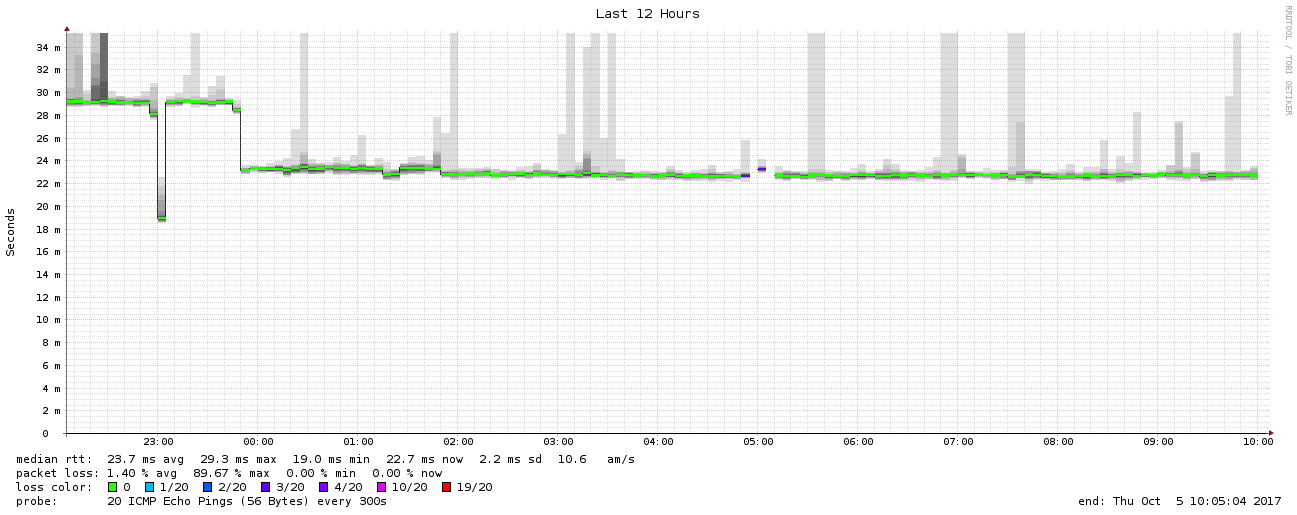 Last 12 Hours
RRDTOOL / TOBI OETIKER
Seconds
34 m
32 m
30 m
28 m
26 m
24 m
22 m
20 m
18 m
16 m
14 m
12 m
10 m
8 m
6 m
4 m
2 m
0
23:00 00:00 01:00 02:00 03:00 04:00 05:00 06:00 07:00 08:00 09:00 10:00
median rtt: 23.7 ms avg 29.3 ms max 19.0 ms min 22.7 ms now 2.2 ms sd 10.6 am/s
packet loss: 1.40 % avg 89.67 % max 0.00 % min 0.00 % now
loss color: 0 1/20 2/20 3/20 4/20 10/20 19/20
probe: 20 ICMP Echo Pings (56 Bytes) every 300s end: Thu Oct 5 10:05:04 2017